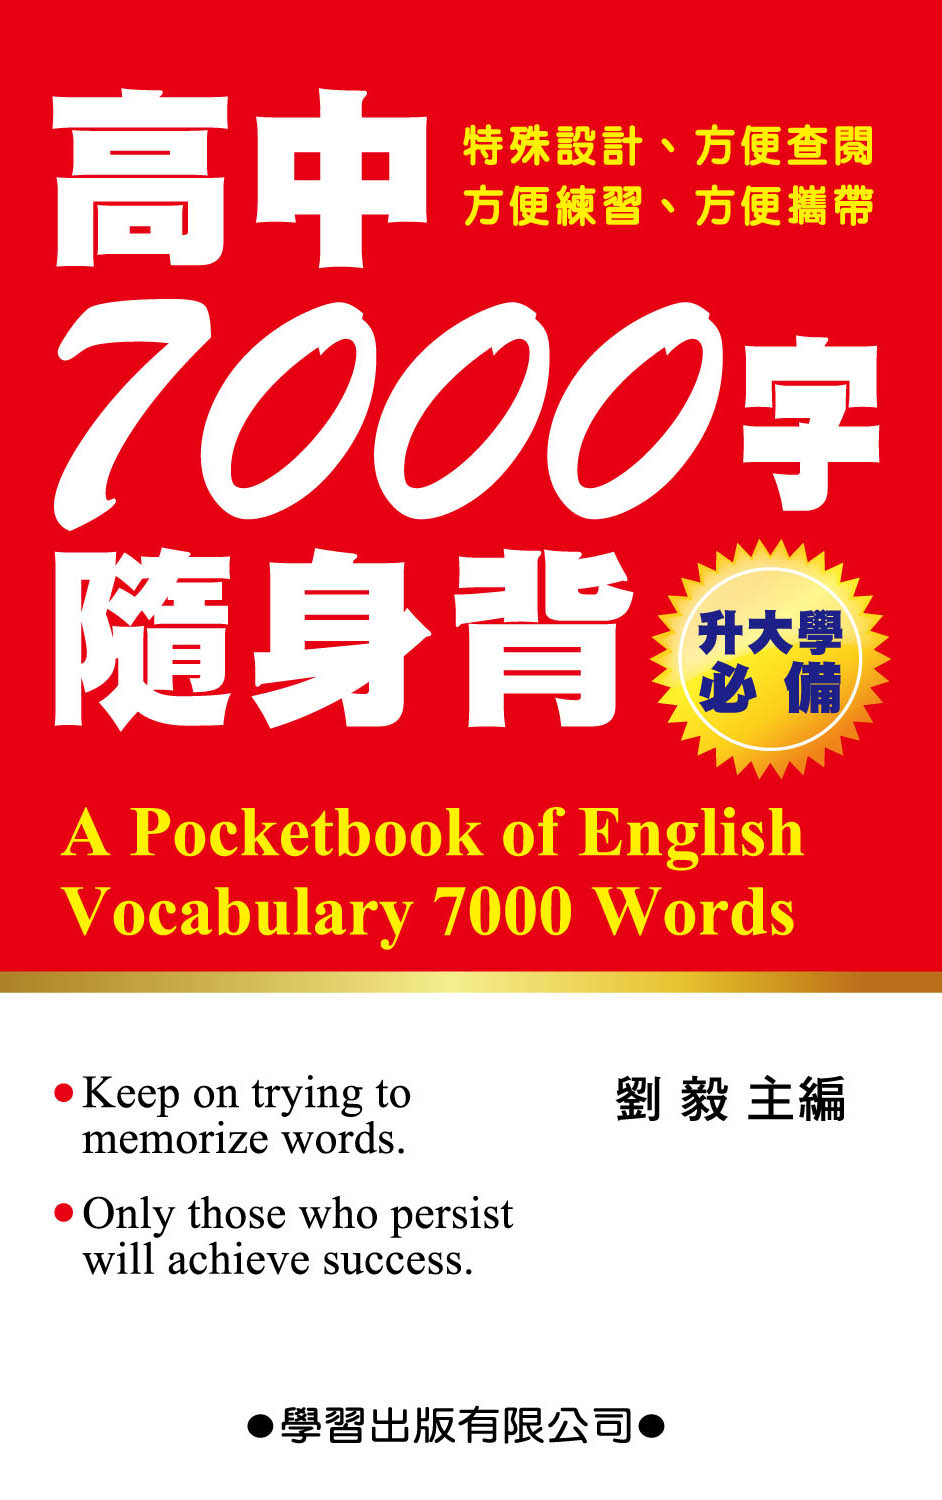 高中
特殊設計、方便查閱
方便練習、方便攜帶
7000字
隨身背
升大學
必備
A Pocketbook of English
Vocabulary 7000 Words
•Keep on trying to
memorize words.
劉 毅 主編
•Only those who persist
will achieve success.
●學習出版有限公司●